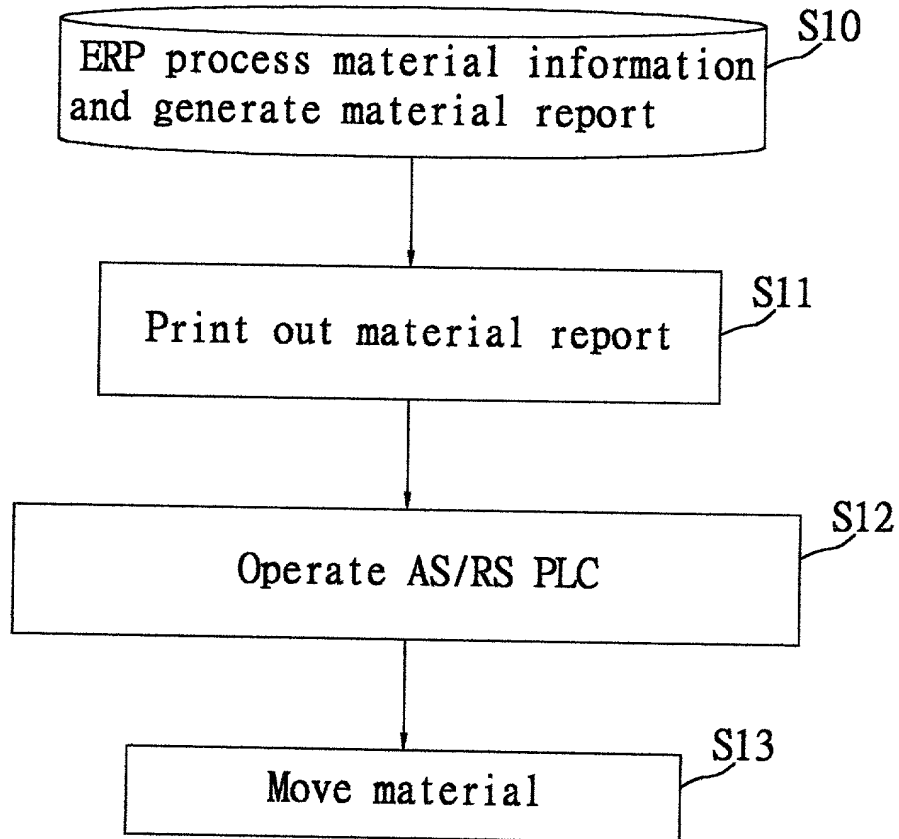 S10
ERP process material information
and generate material report
S11
Print out material report
S12
Operate AS/RS PLC
S13
Move material